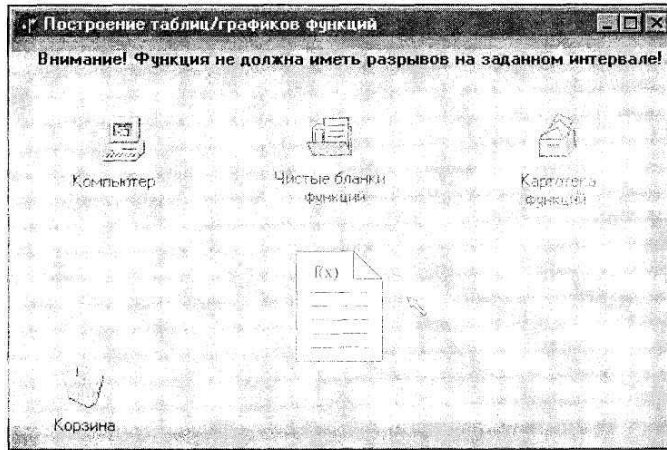 Построение таблиц/графиков функций
Внимание! Функция не должна иметь разрывов на заданном интервале!
Компьютер
Чистые бланки
функций
Картотека
функций
f(x)
Корзина